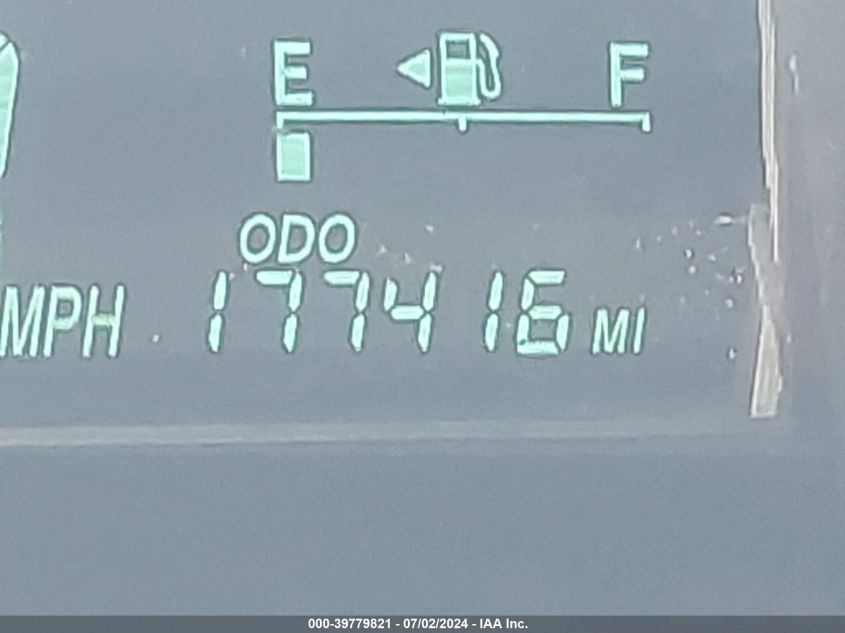 E F
ODO
MPH 177416 MI
000-39779821 - 07/02/2024 - IAA Inc.